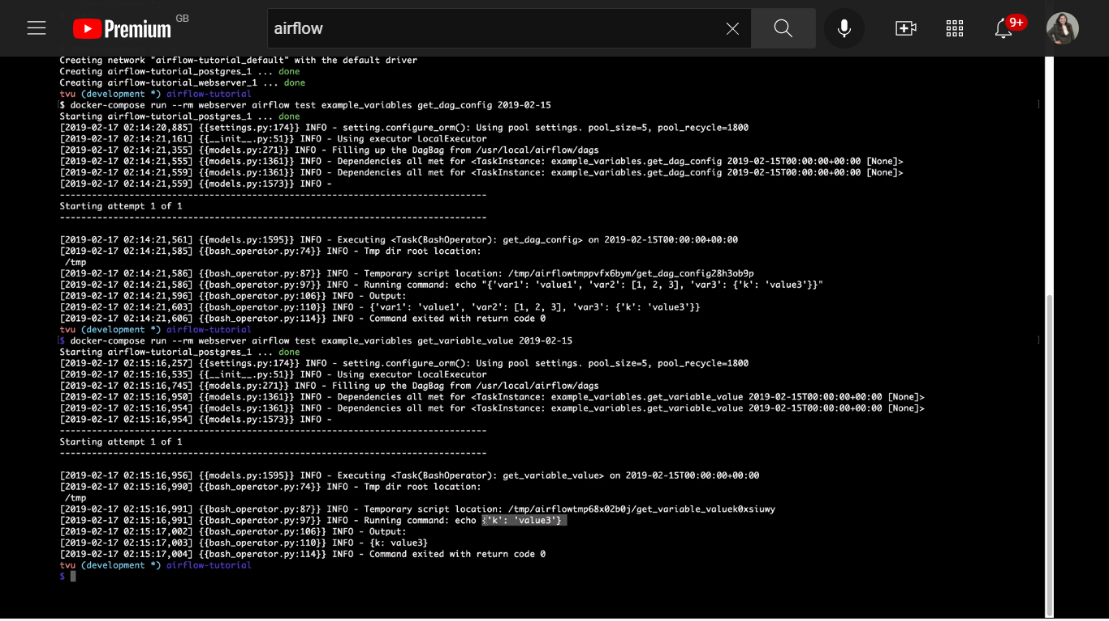 Premium GB
airflow
9+
Creating network "airflow-tutorial_default" with the default driver
Creating airflow-tutorial_postgres_1 ... done
Creating airflow-tutorial_webserver_1 ... done
tvu (development *) airflow-tutorial
$ docker-compose run --rm webserver airflow test example_variables get_dag_config 2019-02-15
Starting airflow-tutorial_postgres_1 ... done
[2019-02-17 02:14:20,885] {{settings.py:174}} INFO - setting.configure_orm(): Using pool settings. pool_size=5, pool_recycle=1800
[2019-02-17 02:14:21,161] {{__init__.py:51}} INFO - Using executor LocalExecutor
[2019-02-17 02:14:21,355] {{models.py:271}} INFO - Filling up the DagBag from /usr/local/airflow/dags
[2019-02-17 02:14:21,555] {{models.py:1361}} INFO - Dependencies all met for <TaskInstance: example_variables.get_dag_config 2019-02-15T00:00:00+00:00 [None]>
[2019-02-17 02:14:21,559] {{models.py:1361}} INFO - Dependencies all met for <TaskInstance: example_variables.get_dag_config 2019-02-15T00:00:00+00:00 [None]>
[2019-02-17 02:14:21,559] {{models.py:1573}} INFO -
--------------------------------------------------------------------------------
Starting attempt 1 of 1
--------------------------------------------------------------------------------
[2019-02-17 02:14:21,561] {{models.py:1595}} INFO - Executing <Task(BashOperator): get_dag_config> on 2019-02-15T00:00:00+00:00
[2019-02-17 02:14:21,585] {{bash_operator.py:74}} INFO - Tmp dir root location:
/tmp
[2019-02-17 02:14:21,586] {{bash_operator.py:87}} INFO - Temporary script location: /tmp/airflowtmppvfx6bym/get_dag_config28h3ob9p
[2019-02-17 02:14:21,586] {{bash_operator.py:97}} INFO - Running command: echo "{'var1': 'value1', 'var2': [1, 2, 3], 'var3': {'k': 'value3'}}"
[2019-02-17 02:14:21,596] {{bash_operator.py:106}} INFO - Output:
[2019-02-17 02:14:21,603] {{bash_operator.py:110}} INFO - {'var1': 'value1', 'var2': [1, 2, 3], 'var3': {'k': 'value3'}}
[2019-02-17 02:14:21,606] {{bash_operator.py:114}} INFO - Command exited with return code 0
tvu (development *) airflow-tutorial
$ docker-compose run --rm webserver airflow test example_variables get_variable_value 2019-02-15
Starting airflow-tutorial_postgres_1 ... done
[2019-02-17 02:15:16,257] {{settings.py:174}} INFO - setting.configure_orm(): Using pool settings. pool_size=5, pool_recycle=1800
[2019-02-17 02:15:16,535] {{__init__.py:51}} INFO - Using executor LocalExecutor
[2019-02-17 02:15:16,745] {{models.py:271}} INFO - Filling up the DagBag from /usr/local/airflow/dags
[2019-02-17 02:15:16,950] {{models.py:1361}} INFO - Dependencies all met for <TaskInstance: example_variables.get_variable_value 2019-02-15T00:00:00+00:00 [None]>
[2019-02-17 02:15:16,954] {{models.py:1361}} INFO - Dependencies all met for <TaskInstance: example_variables.get_variable_value 2019-02-15T00:00:00+00:00 [None]>
[2019-02-17 02:15:16,954] {{models.py:1573}} INFO -
--------------------------------------------------------------------------------
Starting attempt 1 of 1
--------------------------------------------------------------------------------
[2019-02-17 02:15:16,956] {{models.py:1595}} INFO - Executing <Task(BashOperator): get_variable_value> on 2019-02-15T00:00:00+00:00
[2019-02-17 02:15:16,990] {{bash_operator.py:74}} INFO - Tmp dir root location:
/tmp
[2019-02-17 02:15:16,991] {{bash_operator.py:87}} INFO - Temporary script location: /tmp/airflowtmp68x02b0j/get_variable_valuek0xsiuwy
[2019-02-17 02:15:16,991] {{bash_operator.py:97}} INFO - Running command: echo {'k': 'value3'}
[2019-02-17 02:15:17,002] {{bash_operator.py:106}} INFO - Output:
[2019-02-17 02:15:17,003] {{bash_operator.py:110}} INFO - {k: value3}
[2019-02-17 02:15:17,004] {{bash_operator.py:114}} INFO - Command exited with return code 0
tvu (development *) airflow-tutorial
$